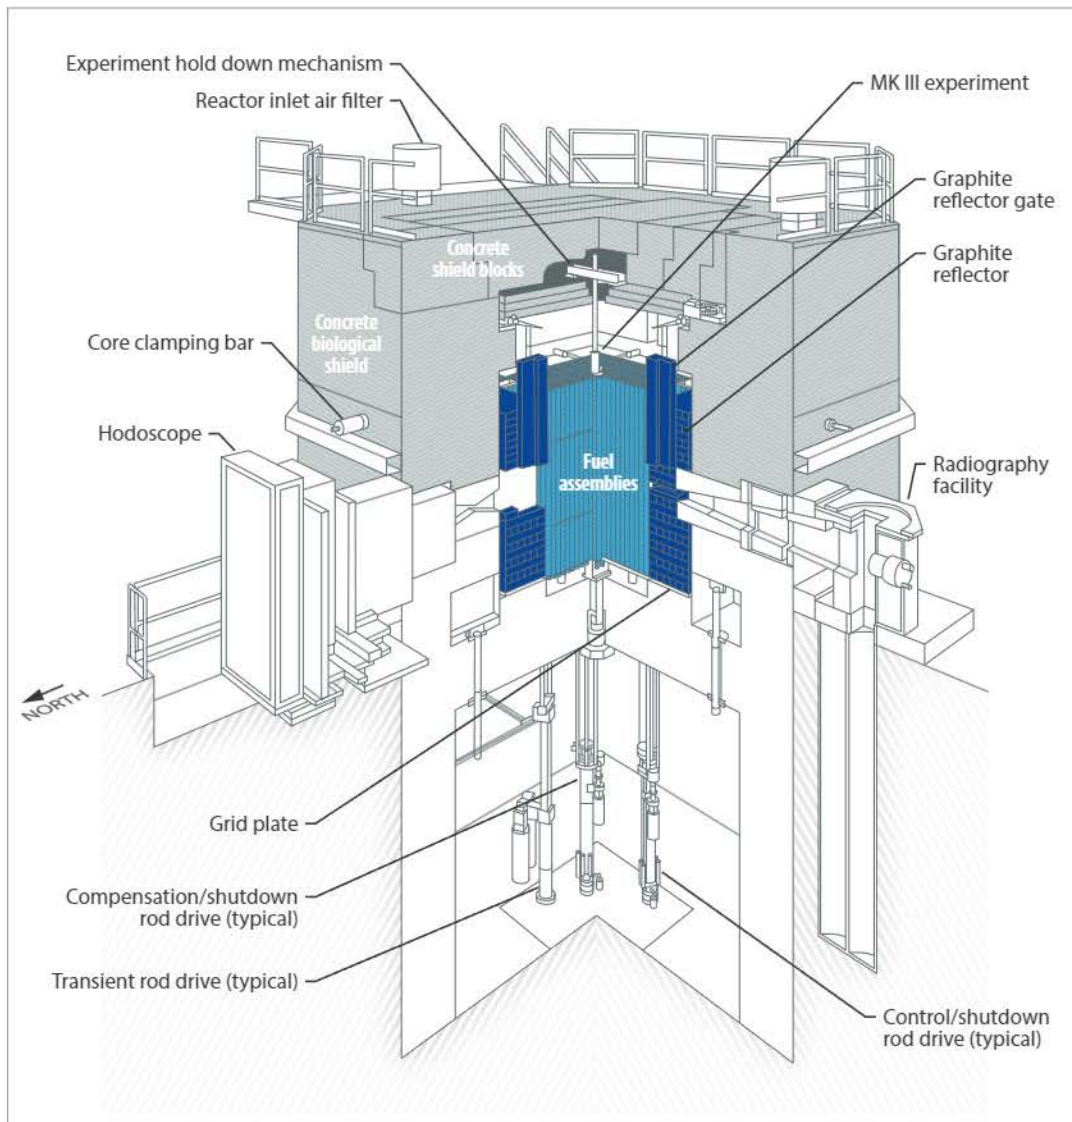 Experiment hold down mechanism
Reactor inlet air filter
MK III experiment
Graphite
reflector gate
Graphite
reflector
Concrete
shield blocks
Concrete
biological
shield
Core clamping bar
Hodoscope
Fuel
assemblies
Radiography
facility
NORTH
Grid plate
Compensation/shutdown
rod drive (typical)
Transient rod drive (typical)
Control/shutdown
rod drive (typical)